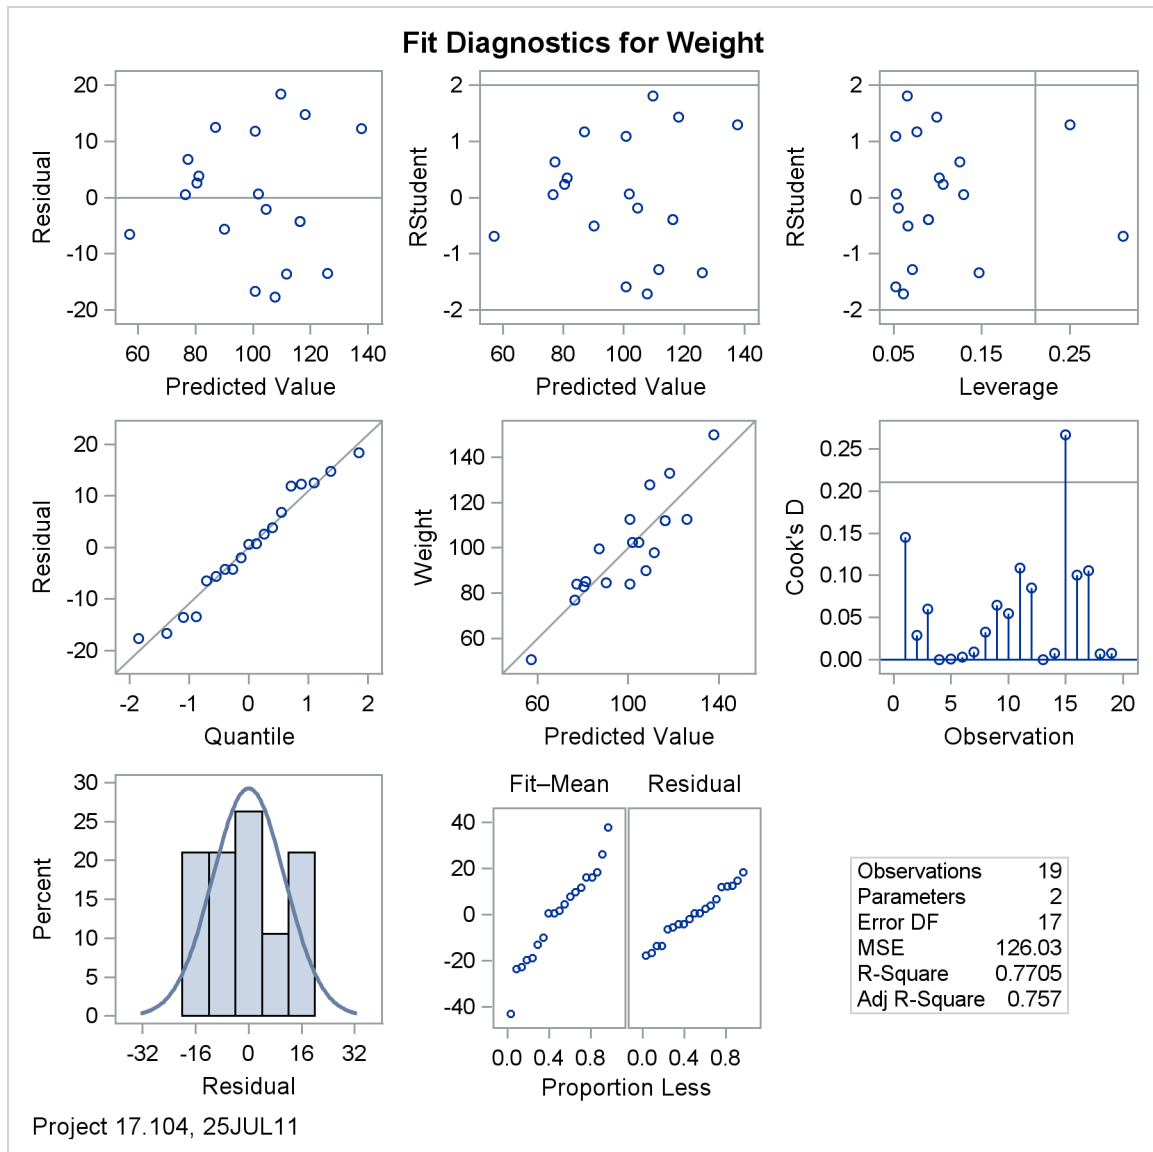 Fit Diagnostics for Weight
20
10
0
-10
-20
Residual
60 80 100 120 140
Predicted Value
2
1
0
-1
-2
RStudent
60 80 100 120 140
Predicted Value
2
1
0
-1
-2
RStudent
0.05 0.15 0.25
Leverage
20
10
0
-10
-20
Residual
-2 -1 0 1 2
Quantile
140
120
100
80
60
Weight
60 100 140
Predicted Value
0.25
0.20
0.15
0.10
0.05
0.00
Cook's D
0 5 10 15 20
Observation
30
25
20
15
10
5
0
Percent
-32 -16 0 16 32
Residual
Fit–Mean Residual
40
20
0
-20
-40
0.0 0.4 0.8 0.0 0.4 0.8
Proportion Less
Observations 19
Parameters 2
Error DF 17
MSE 126.03
R-Square 0.7705
Adj R-Square 0.757
Project 17.104, 25JUL11